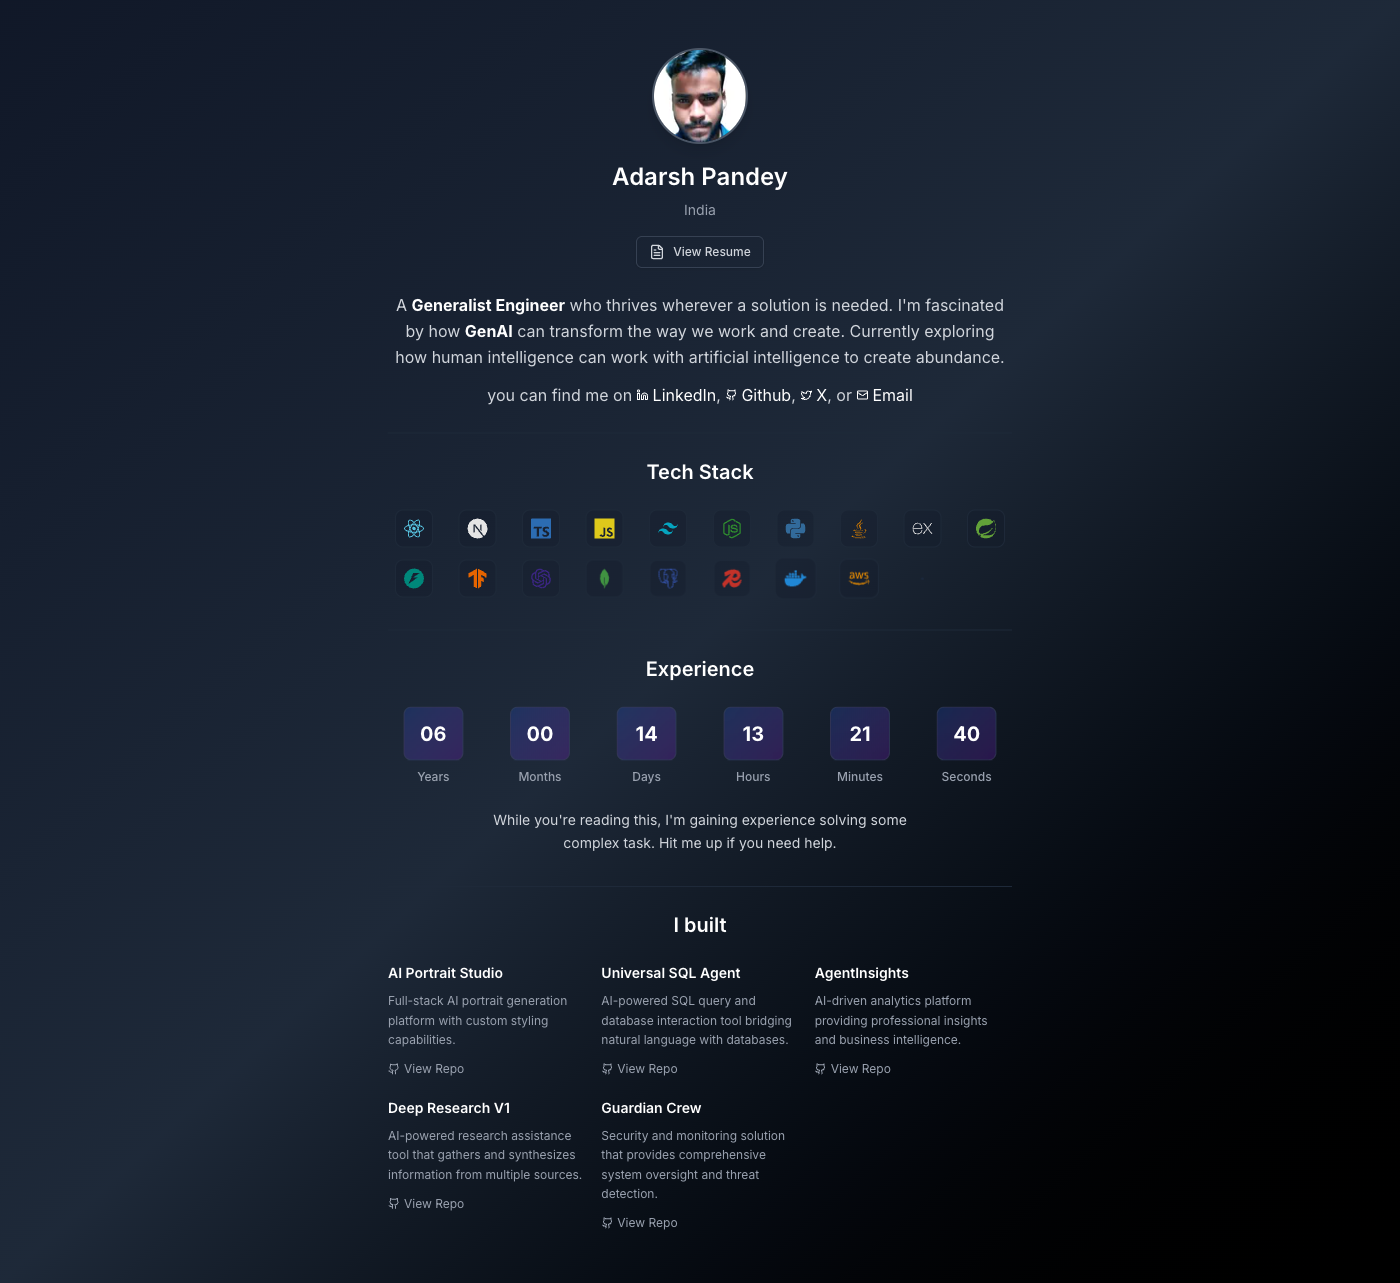 Adarsh Pandey
India
View Resume
A Generalist Engineer who thrives wherever a solution is needed. I'm fascinated
by how GenAI can transform the way we work and create. Currently exploring
how human intelligence can work with artificial intelligence to create abundance.
you can find me on LinkedIn, Github, X, or Email
Tech Stack
N TS JS JS ex
aws
Experience
06 00 14 13 21 40
Years Months Days Hours Minutes Seconds
While you're reading this, I'm gaining experience solving some
complex task. Hit me up if you need help.
I built
AI Portrait Studio
Full-stack AI portrait generation
platform with custom styling
capabilities.
View Repo
Universal SQL Agent
AI-powered SQL query and
database interaction tool bridging
natural language with databases.
View Repo
AgentInsights
AI-driven analytics platform
providing professional insights
and business intelligence.
View Repo
Deep Research V1
AI-powered research assistance
tool that gathers and synthesizes
information from multiple sources.
View Repo
Guardian Crew
Security and monitoring solution
that provides comprehensive
system oversight and threat
detection.
View Repo